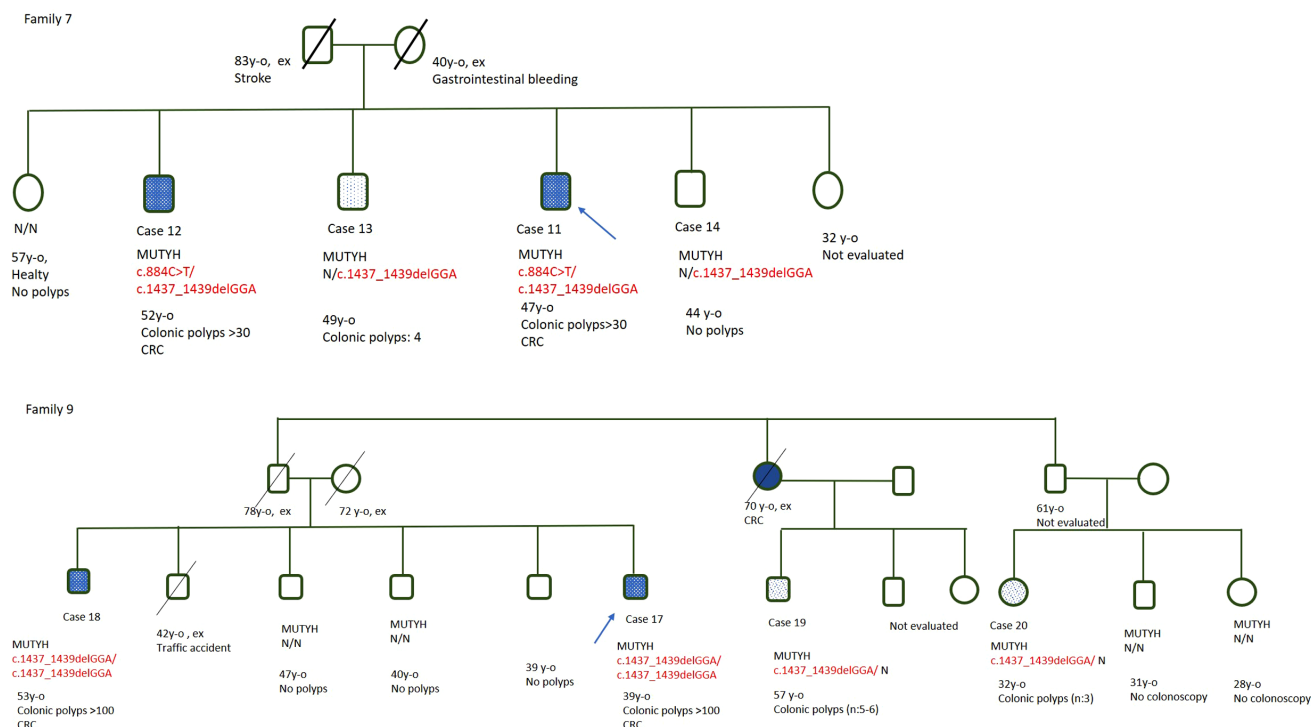 Family 7
83y-o, ex
Stroke
40y-o, ex
Gastrointestinal bleeding
N/N
57y-o,
Healty
No polyps
Case 12
MUTYH
c.884C>T/
c.1437_1439delGGA
52y-o
Colonic polyps >30
CRC
Case 13
MUTYH
N/c.1437_1439delGGA
49y-o
Colonic polyps: 4
Case 11
MUTYH
c.884C>T/
c.1437_1439delGGA
47y-o
Colonic polyps>30
CRC
Case 14
MUTYH
N/c.1437_1439delGGA
44 y-o
No polyps
32 y-o
Not evaluated
Family 9
78y-o, ex
72 y-o, ex
70 y-o, ex
CRC
61y-o
Not evaluated
Case 18
MUTYH
c.1437_1439delGGA/
c.1437_1439delGGA
53y-o
Colonic polyps >100
CRC
42y-o , ex
Traffic accident
MUTYH
N/N
47y-o
No polyps
MUTYH
N/N
40y-o
No polyps
39 y-o
No polyps
Case 17
MUTYH
c.1437_1439delGGA/
c.1437_1439delGGA
39y-o
Colonic polyps >100
CRC
Case 19
MUTYH
c.1437_1439delGGA/ N
57 y-o
Colonic polyps (n:5-6)
Not evaluated
Case 20
MUTYH
c.1437_1439delGGA/ N
32y-o
Colonic polyps (n:3)
MUTYH
N/N
31y-o
No colonoscopy
MUTYH
N/N
28y-o
No colonoscopy